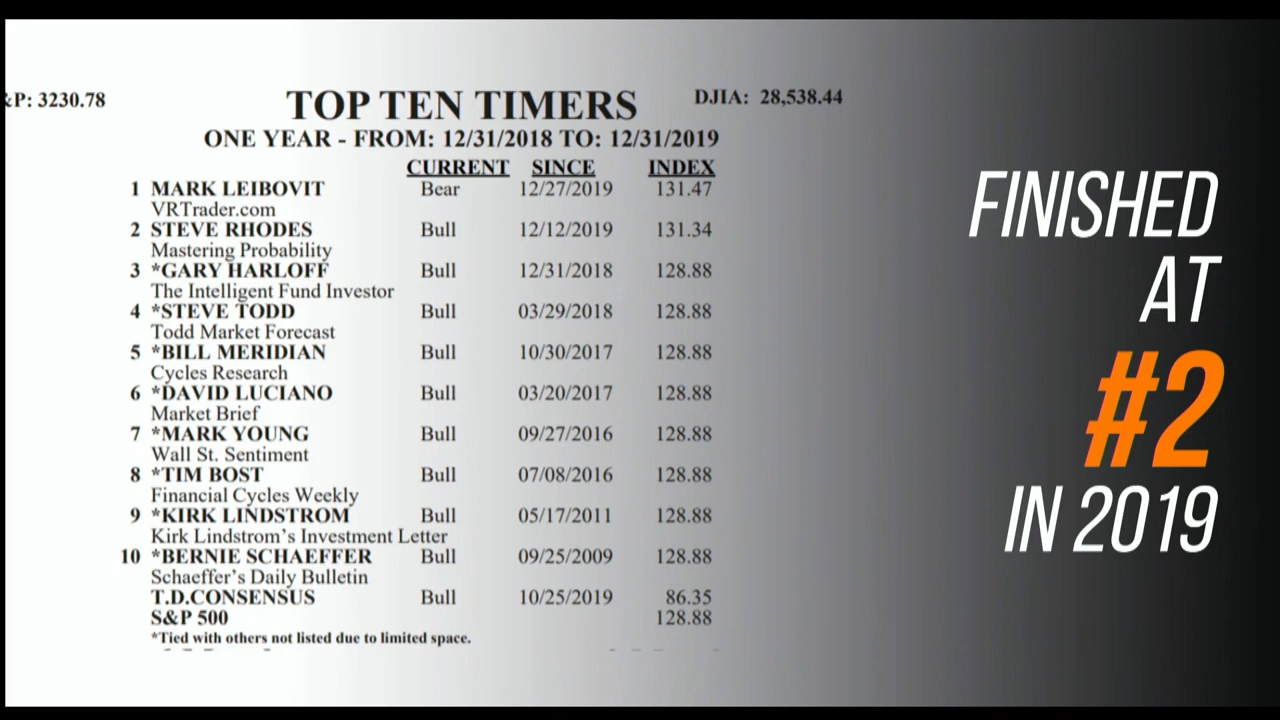 &P: 3230.78
TOP TEN TIMERS
DJIA: 28,538.44
ONE YEAR - FROM: 12/31/2018 TO: 12/31/2019
CURRENT SINCE INDEX
1 MARK LEIBOVIT Bear 12/27/2019 131.47
VRTrader.com
2 STEVE RHODES Bull 12/12/2019 131.34
Mastering Probability
3 *GARY HARLOFF Bull 12/31/2018 128.88
The Intelligent Fund Investor
4 *STEVE TODD Bull 03/29/2018 128.88
Todd Market Forecast
5 *BILL MERIDIAN Bull 10/30/2017 128.88
Cycles Research
6 *DAVID LUCIANO Bull 03/20/2017 128.88
Market Brief
7 *MARK YOUNG Bull 09/27/2016 128.88
Wall St. Sentiment
8 *TIM BOST Bull 07/08/2016 128.88
Financial Cycles Weekly
9 *KIRK LINDSTROM Bull 05/17/2011 128.88
Kirk Lindstrom's Investment Letter
10 *BERNIE SCHAEFFER Bull 09/25/2009 128.88
Schaeffer's Daily Bulletin
T.D.CONSENSUS Bull 10/25/2019 86.35
S&P 500 128.88
*Tied with others not listed due to limited space.
FINISHED
AT
#2
IN 2019